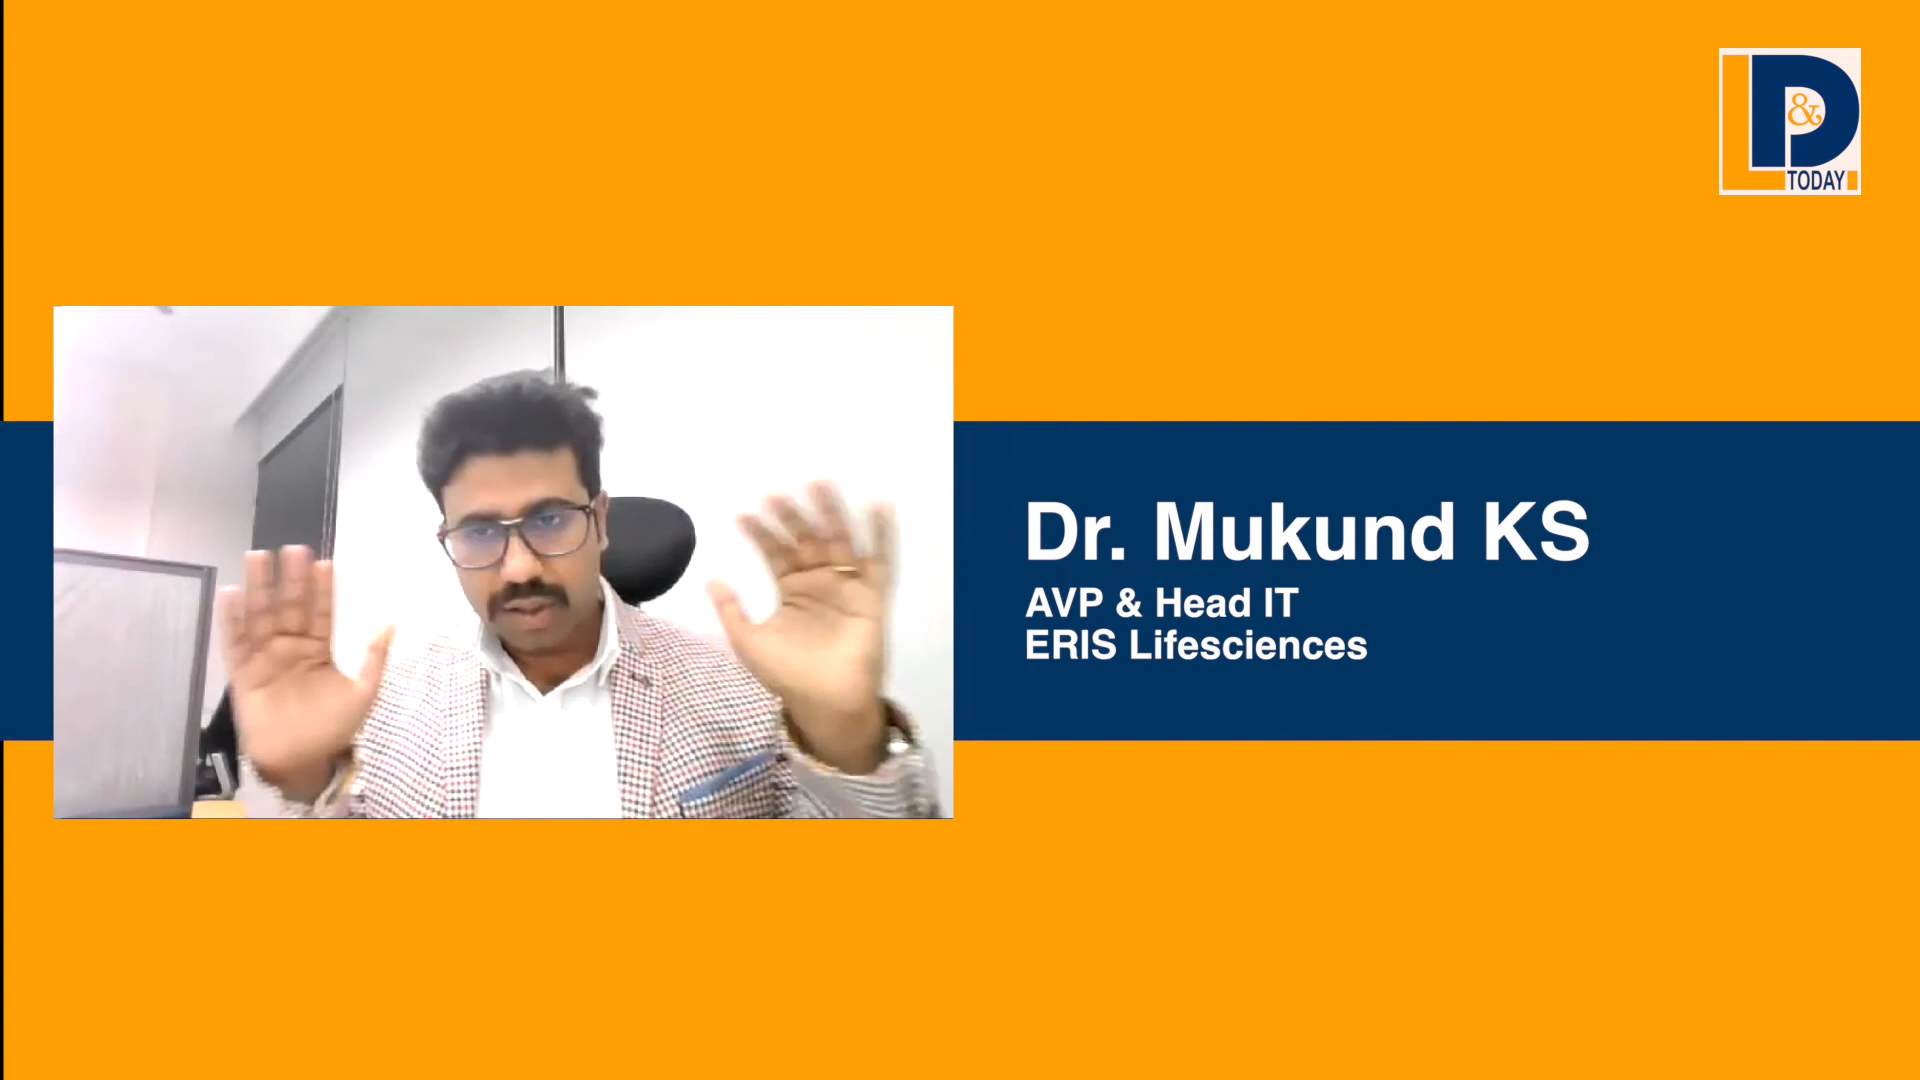 L&D
TODAY
Dr. Mukund KS
AVP & Head IT
ERIS Lifesciences